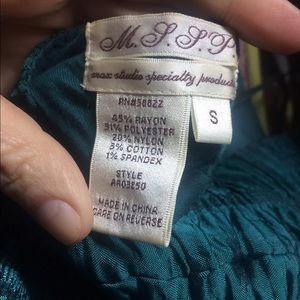 M.S.S.P
max studio specialty products
RN#58822
S
45% RAYON
31% POLYESTER
20% NYLON
3% COTTON
1% SPANDEX
STYLE
AR03250
MADE IN CHINA
CARE ON REVERSE